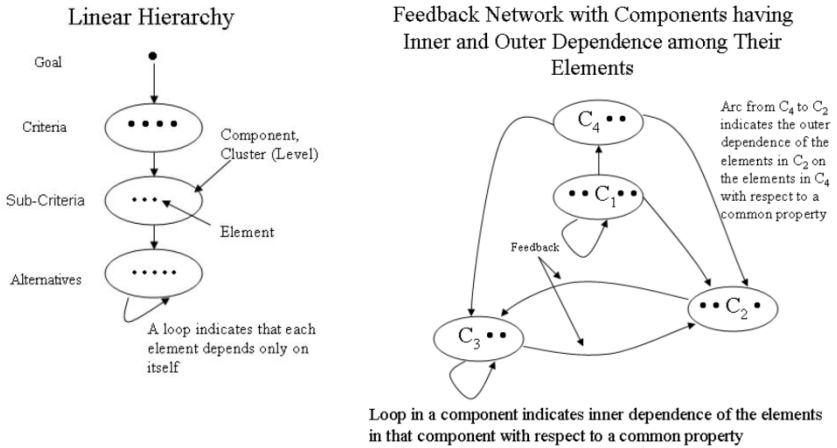 Linear Hierarchy
Goal
Criteria
Component,
Cluster (Level)
Sub-Criteria
Element
Alternatives
A loop indicates that each
element depends only on
itself
Feedback Network with Components having
Inner and Outer Dependence among Their
Elements
C4
Arc from C4 to C2
indicates the outer
dependence of the
elements in C2 on
the elements in C4
with respect to a
common property
C1
Feedback
C2
C3
Loop in a component indicates inner dependence of the elements
in that component with respect to a common property